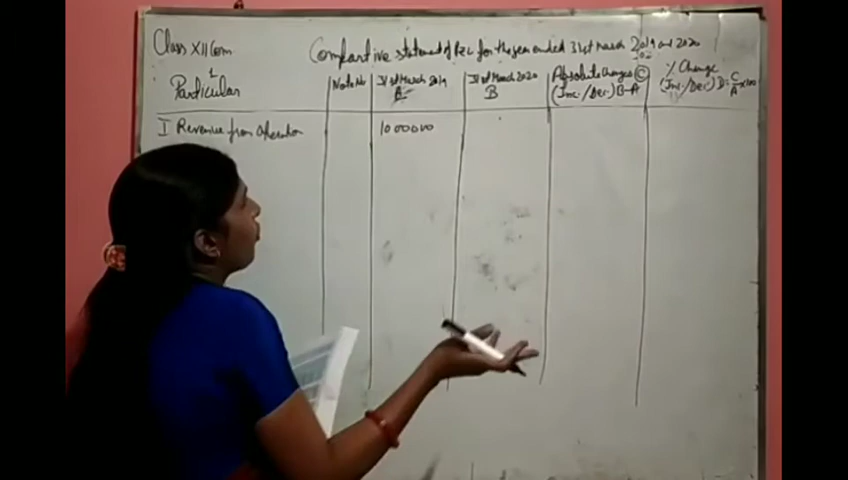 Class XII Com
Comparative statement of P&L for the year ended 31st March 2019 and 2020
Particular
Note No
31st March 2019
A
31st March 2020
B
Absolute Changes (C)
(Inc./Dec.) B-A
% Change
(Inc./Dec.) D = C/A x 100
I Revenue from Operation
1000000